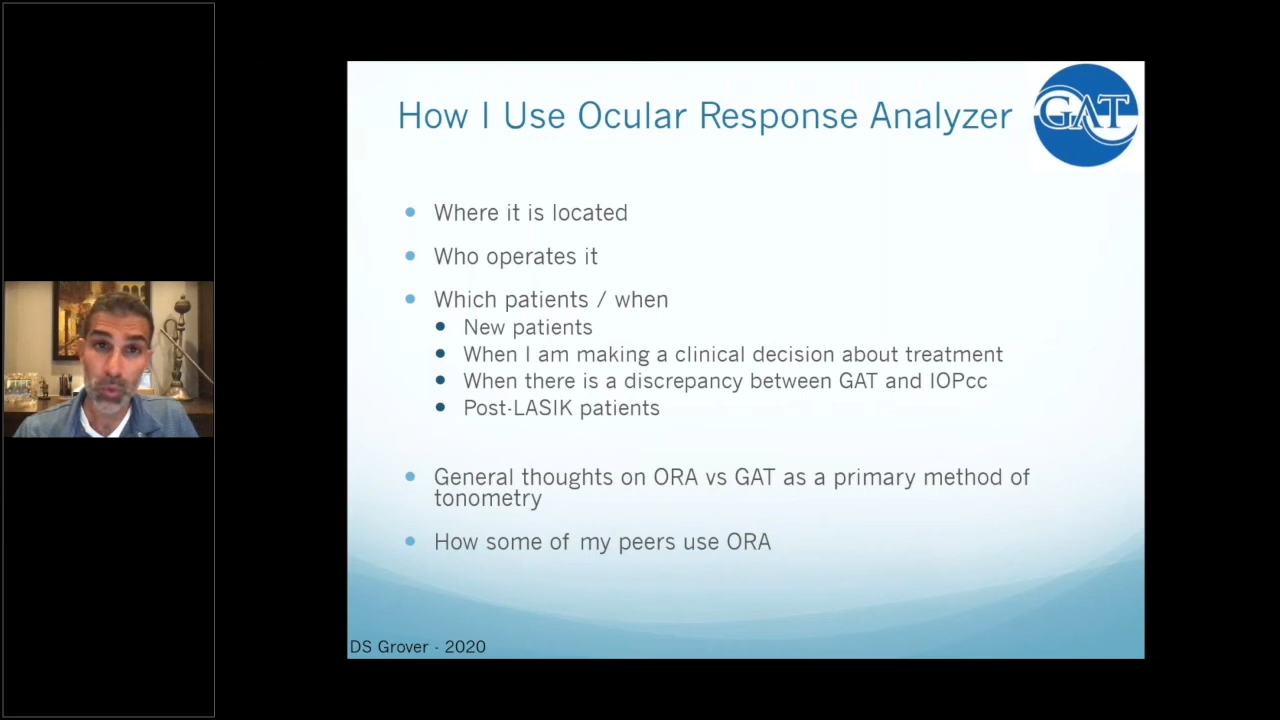 How I Use Ocular Response Analyzer
GAT
Where it is located
Who operates it
Which patients / when
New patients
When I am making a clinical decision about treatment
When there is a discrepancy between GAT and IOPcc
Post-LASIK patients
General thoughts on ORA vs GAT as a primary method of
tonometry
How some of my peers use ORA
DS Grover - 2020